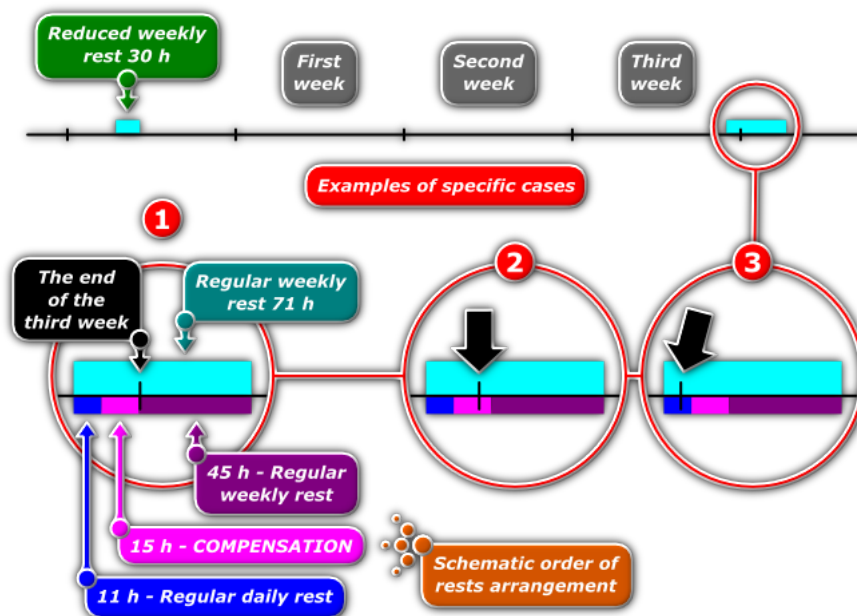 Reduced weekly
rest 30 h
First
week
Second
week
Third
week
Examples of specific cases
1
2
3
The end
of the
third week
Regular weekly
rest 71 h
45 h - Regular
weekly rest
15 h - COMPENSATION
11 h - Regular daily rest
Schematic order of
rests arrangement